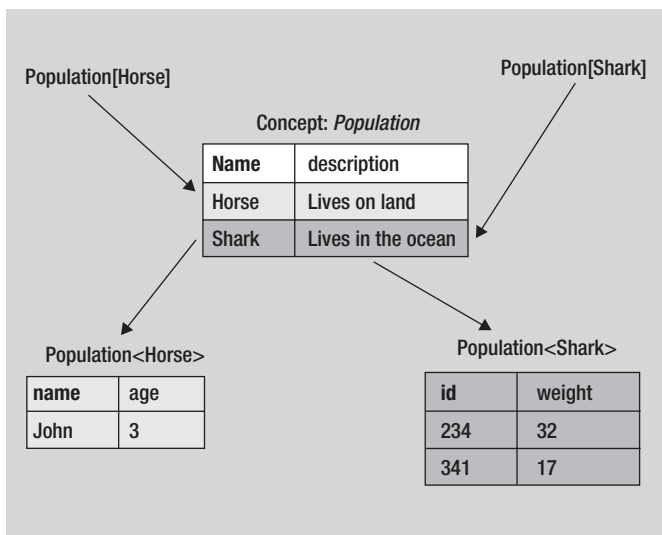 Population[Horse]
Population[Shark]
Concept: Population
Name description
Horse Lives on land
Shark Lives in the ocean
Population<Horse>
name age
John 3
Population<Shark>
id weight
234 32
341 17